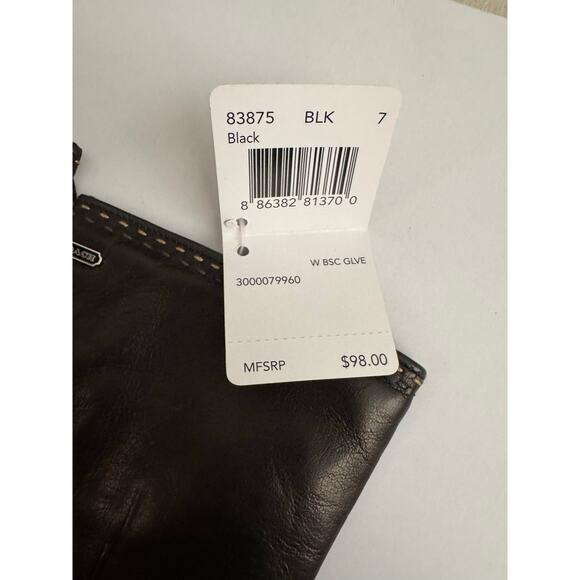 83875 BLK 7
Black
8 86382 81370 0
W BSC GLVE
3000079960
MFSRP $98.00